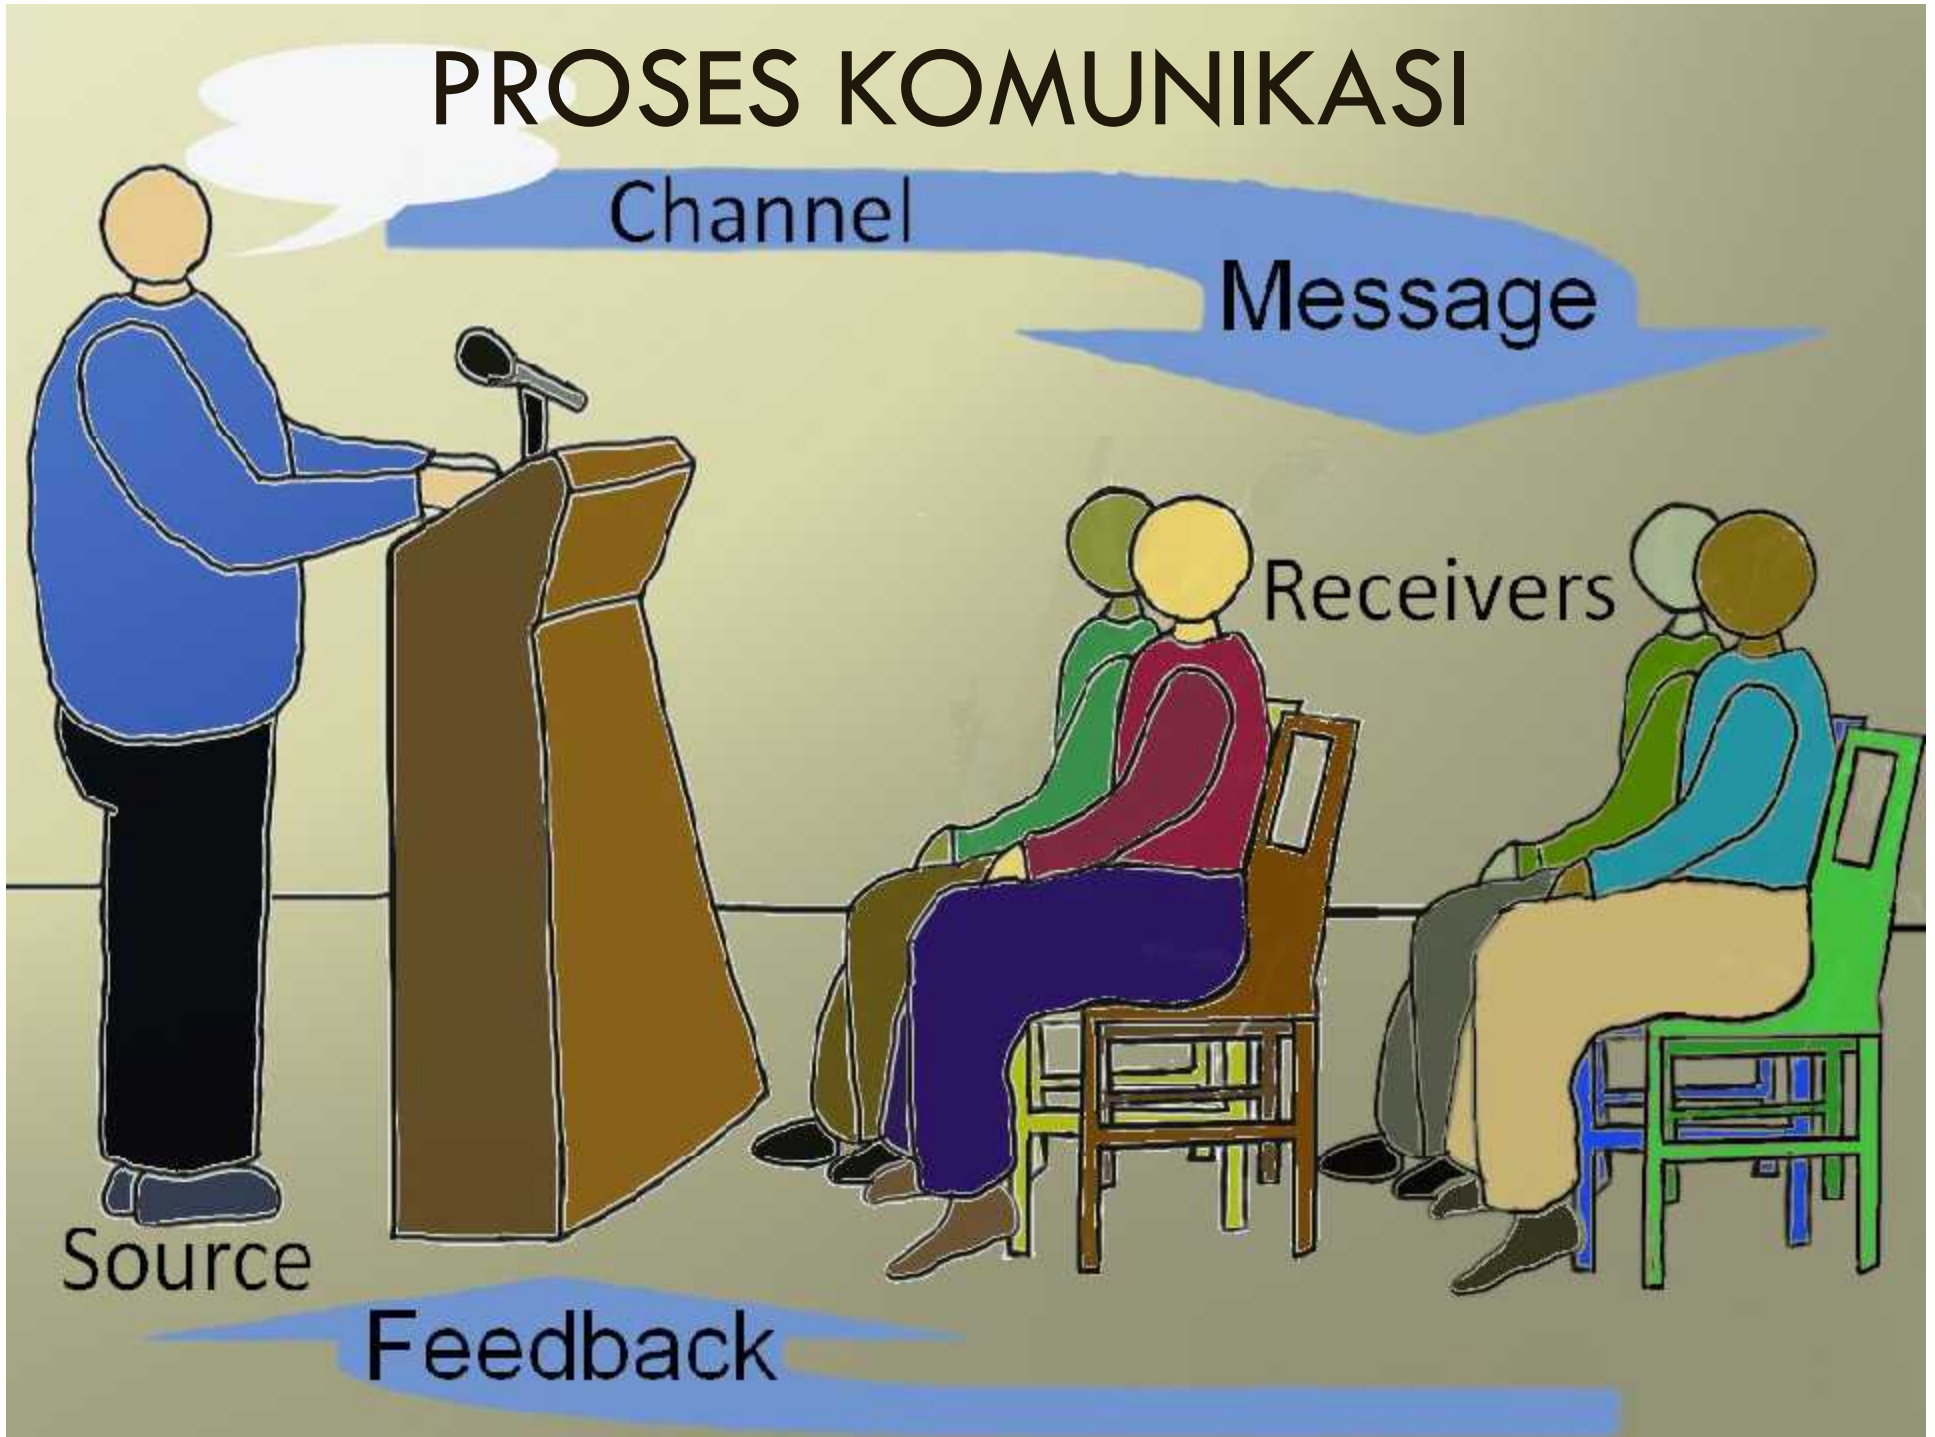 PROSES KOMUNIKASI
Channel
Message
Receivers
Source
Feedback